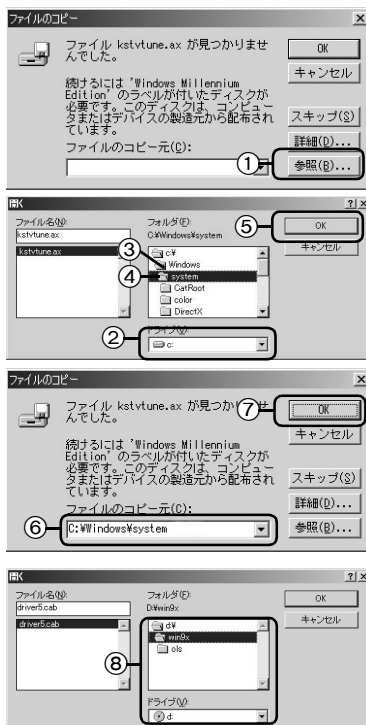 ファイルのコピー
ファイル kstvtune.ax が見つかりませ
んでした。
続けるには 'Windows Millennium
Edition' のラベルが付いたディスクが
必要です。このディスクは、コンピュー
タまたはデバイスの製造元から配布され
ています。
ファイルのコピー元(C):
OK
キャンセル
スキップ(S)
詳細(D)...
① 参照(B)...
開く
ファイル名(N):
kstvtune.ax
kstvtune.ax
フォルダ(F):
C:¥Windows¥system
c:¥
③ Windows
④ system
CatRoot
color
DirectX
ドライブ(V):
② c:
⑤ OK
キャンセル
ファイルのコピー
ファイル kstvtune.ax が見つかりませ
んでした。
続けるには 'Windows Millennium
Edition' のラベルが付いたディスクが
必要です。このディスクは、コンピュー
タまたはデバイスの製造元から配布され
ています。
ファイルのコピー元(C):
⑥ C:¥Windows¥system
⑦ OK
キャンセル
スキップ(S)
詳細(D)...
参照(B)...
開く
ファイル名(N):
driver5.cab
driver5.cab
フォルダ(F):
D:¥win9x
d:¥
win9x
ols
⑧
ドライブ(V):
d:
OK
キャンセル